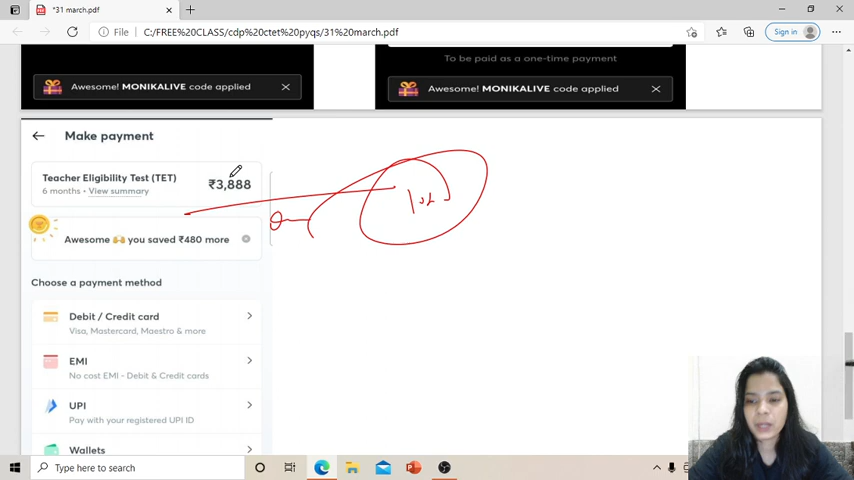 *31 march.pdf
File
C:/FREE%20CLASS/cdp%20ctet%20pyqs/31%20march.pdf
Sign in
To be paid as a one-time payment
Awesome! MONIKALIVE code applied
Awesome! MONIKALIVE code applied
Make payment
Teacher Eligibility Test (TET)
6 months • View summary
₹3,888
Awesome 🙌 you saved ₹480 more
Choose a payment method
Debit / Credit card
Visa, Mastercard, Maestro & more
EMI
No cost EMI - Debit & Credit cards
UPI
Pay with your registered UPI ID
Wallets
Type here to search